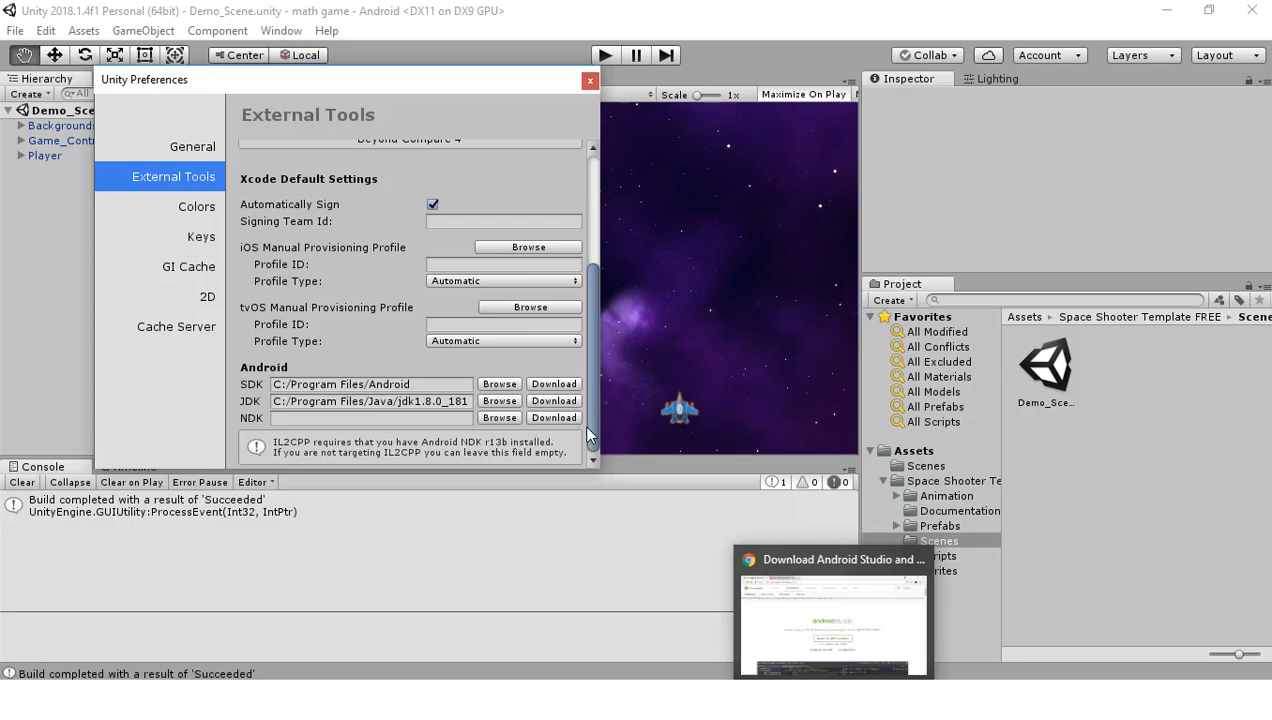 Unity 2018.1.4f1 Personal (64bit) - Demo_Scene.unity - math game - Android <DX11 on DX9 GPU>
File Edit Assets GameObject Component Window Help
Center Local Collab Account Layers Layout
Hierarchy
Create All
Demo_Sce
Backgrounds
Game_Contr
Player
Unity Preferences
x
General
External Tools
Colors
Keys
GI Cache
2D
Cache Server
External Tools
Beyond Compare 4
Xcode Default Settings
Automatically Sign
Signing Team Id:
iOS Manual Provisioning Profile Browse
Profile ID:
Profile Type: Automatic
tvOS Manual Provisioning Profile Browse
Profile ID:
Profile Type: Automatic
Android
SDK C:/Program Files/Android Browse Download
JDK C:/Program Files/Java/jdk1.8.0_181 Browse Download
NDK Browse Download
IL2CPP requires that you have Android NDK r13b installed.
If you are not targeting IL2CPP you can leave this field empty.
Scale 1x Maximize On Play
Inspector Lighting
Project
Create
Favorites
All Modified
All Conflicts
All Excluded
All Materials
All Models
All Prefabs
All Scripts
Assets
Scenes
Space Shooter Te
Animation
Documentation
Prefabs
Scenes
cripts
rites
Assets Space Shooter Template FREE Scene
Demo_Sce...
Console Timeline
Clear Collapse Clear on Play Error Pause Editor 1 0 0
Build completed with a result of 'Succeeded'
UnityEngine.GUIUtility:ProcessEvent(Int32, IntPtr)
Download Android Studio and ...
androidstudio
Build completed with a result of 'Succeeded'